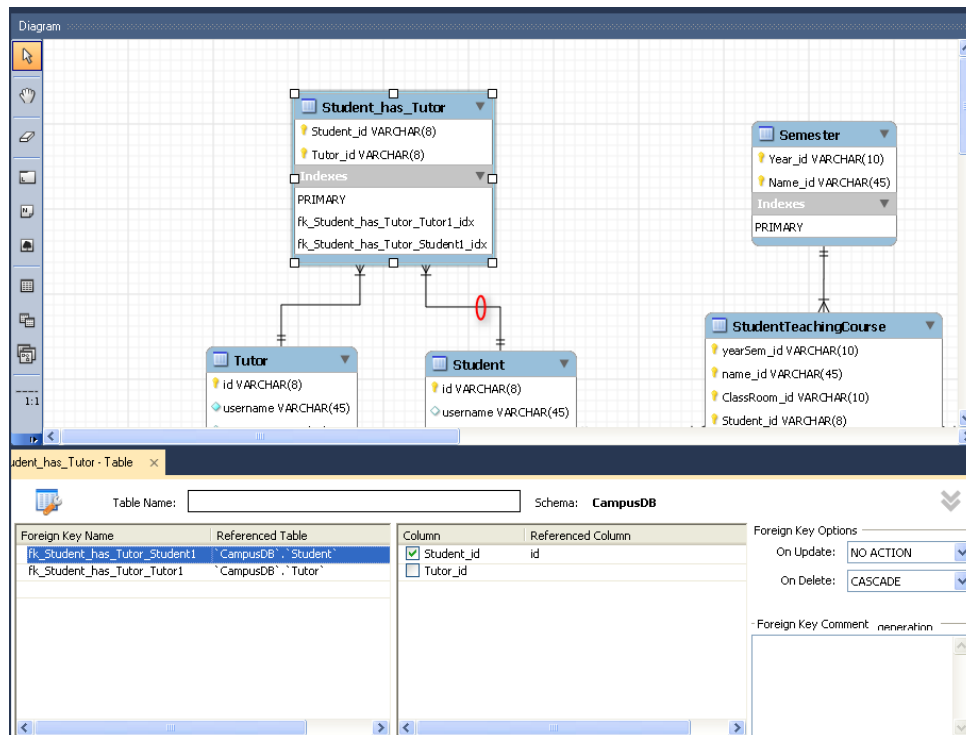 Diagram
Student_has_Tutor
Student_id VARCHAR(8)
Tutor_id VARCHAR(8)
Indexes
PRIMARY
fk_Student_has_Tutor_Tutor1_idx
fk_Student_has_Tutor_Student1_idx
Semester
Year_id VARCHAR(10)
Name_id VARCHAR(45)
Indexes
PRIMARY
Tutor
id VARCHAR(8)
username VARCHAR(45)
Student
id VARCHAR(8)
username VARCHAR(45)
StudentTeachingCourse
yearSem_id VARCHAR(10)
name_id VARCHAR(45)
ClassRoom_id VARCHAR(10)
Student_id VARCHAR(8)
1:1
udent_has_Tutor - Table ×
Table Name: Schema: CampusDB
Foreign Key Name Referenced Table
fk_Student_has_Tutor_Student1 `CampusDB`.`Student`
fk_Student_has_Tutor_Tutor1 `CampusDB`.`Tutor`
Column Referenced Column
Student_id id
Tutor_id
Foreign Key Options
On Update: NO ACTION
On Delete: CASCADE
Foreign Key Comment generation